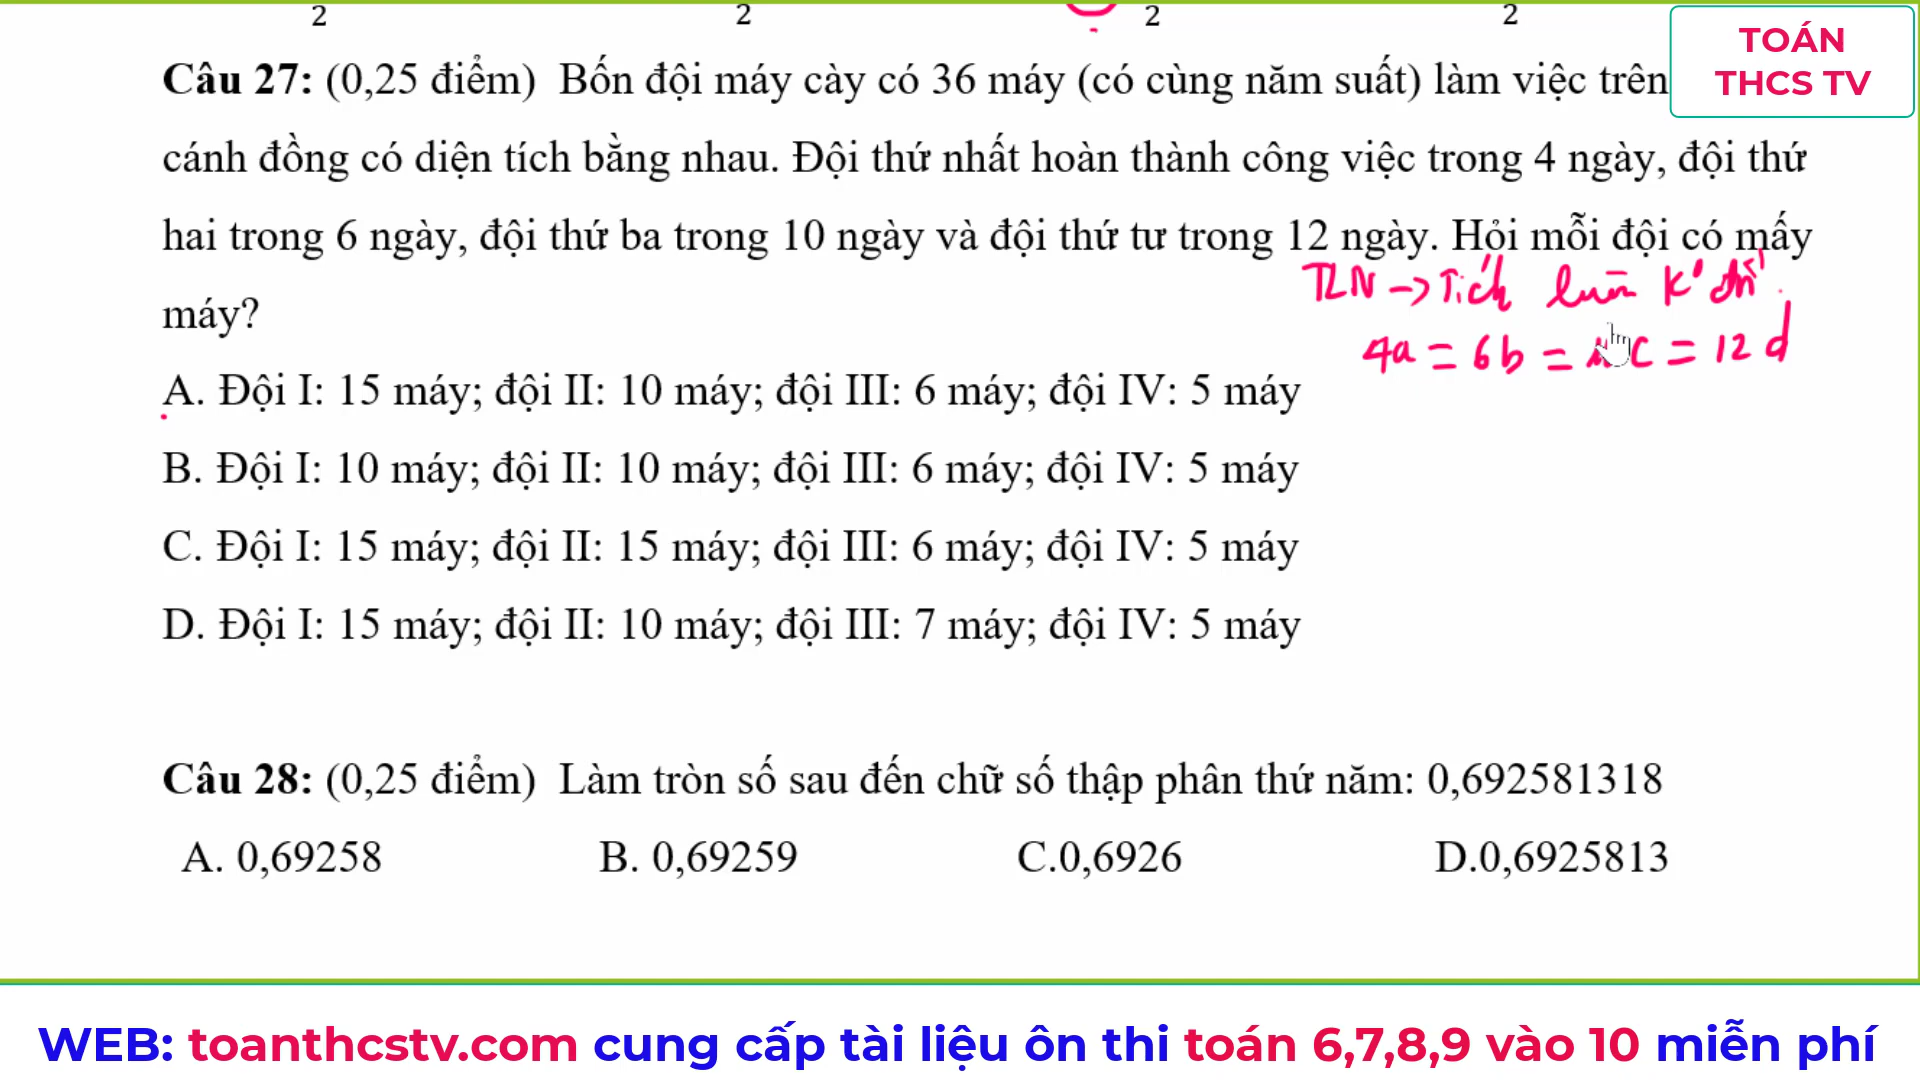 2 2 2 2
TOÁN
THCS TV
Câu 27: (0,25 điểm) Bốn đội máy cày có 36 máy (có cùng năm suất) làm việc trên
cánh đồng có diện tích bằng nhau. Đội thứ nhất hoàn thành công việc trong 4 ngày, đội thứ
hai trong 6 ngày, đội thứ ba trong 10 ngày và đội thứ tư trong 12 ngày. Hỏi mỗi đội có mấy
máy?
TLN -> Tích luôn K' đổi
4a = 6b = C = 12d
A. Đội I: 15 máy; đội II: 10 máy; đội III: 6 máy; đội IV: 5 máy
B. Đội I: 10 máy; đội II: 10 máy; đội III: 6 máy; đội IV: 5 máy
C. Đội I: 15 máy; đội II: 15 máy; đội III: 6 máy; đội IV: 5 máy
D. Đội I: 15 máy; đội II: 10 máy; đội III: 7 máy; đội IV: 5 máy
Câu 28: (0,25 điểm) Làm tròn số sau đến chữ số thập phân thứ năm: 0,692581318
A. 0,69258 B. 0,69259 C.0,6926 D.0,6925813
WEB: toanthcstv.com cung cấp tài liệu ôn thi toán 6,7,8,9 vào 10 miễn phí